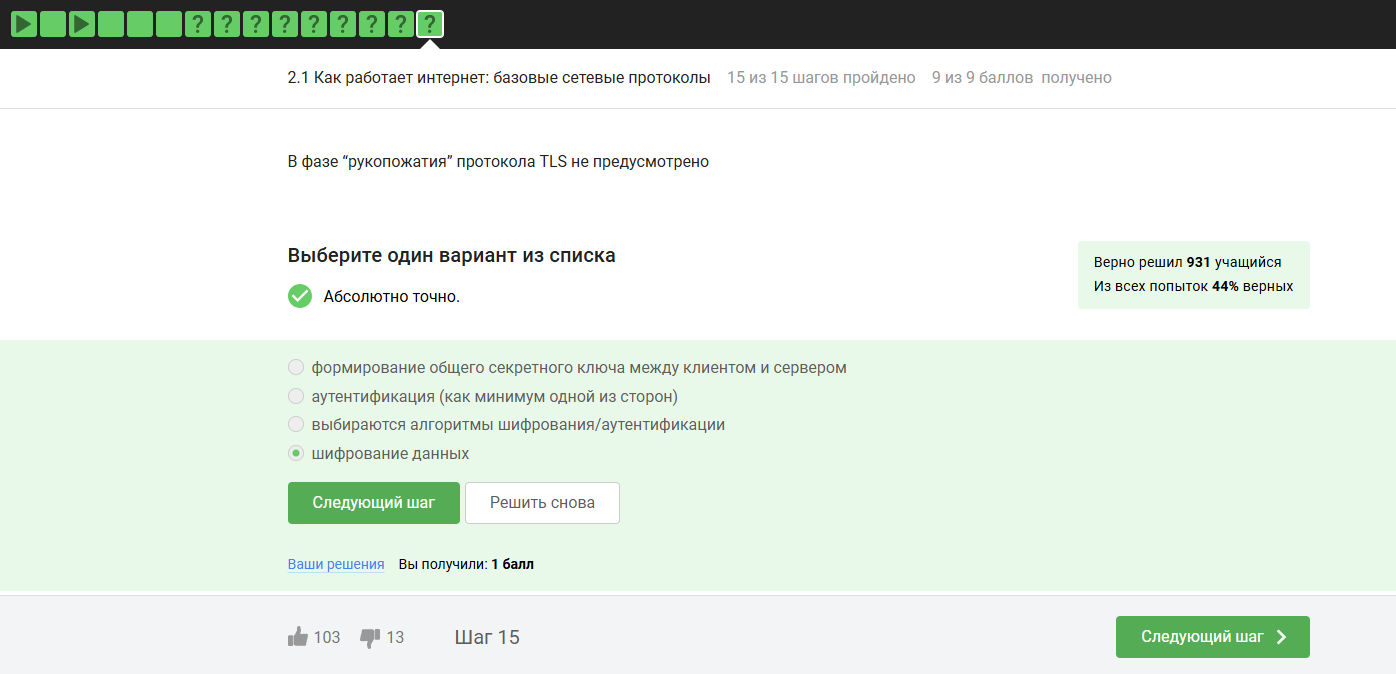 ? ? ? ? ? ? ? ? ?
2.1 Как работает интернет: базовые сетевые протоколы 15 из 15 шагов пройдено 9 из 9 баллов получено
В фазе “рукопожатия” протокола TLS не предусмотрено
Выберите один вариант из списка
Абсолютно точно.
Верно решил 931 учащийся
Из всех попыток 44% верных
формирование общего секретного ключа между клиентом и сервером
аутентификация (как минимум одной из сторон)
выбираются алгоритмы шифрования/аутентификации
шифрование данных
Следующий шаг Решить снова
Ваши решения Вы получили: 1 балл
103 13 Шаг 15 Следующий шаг